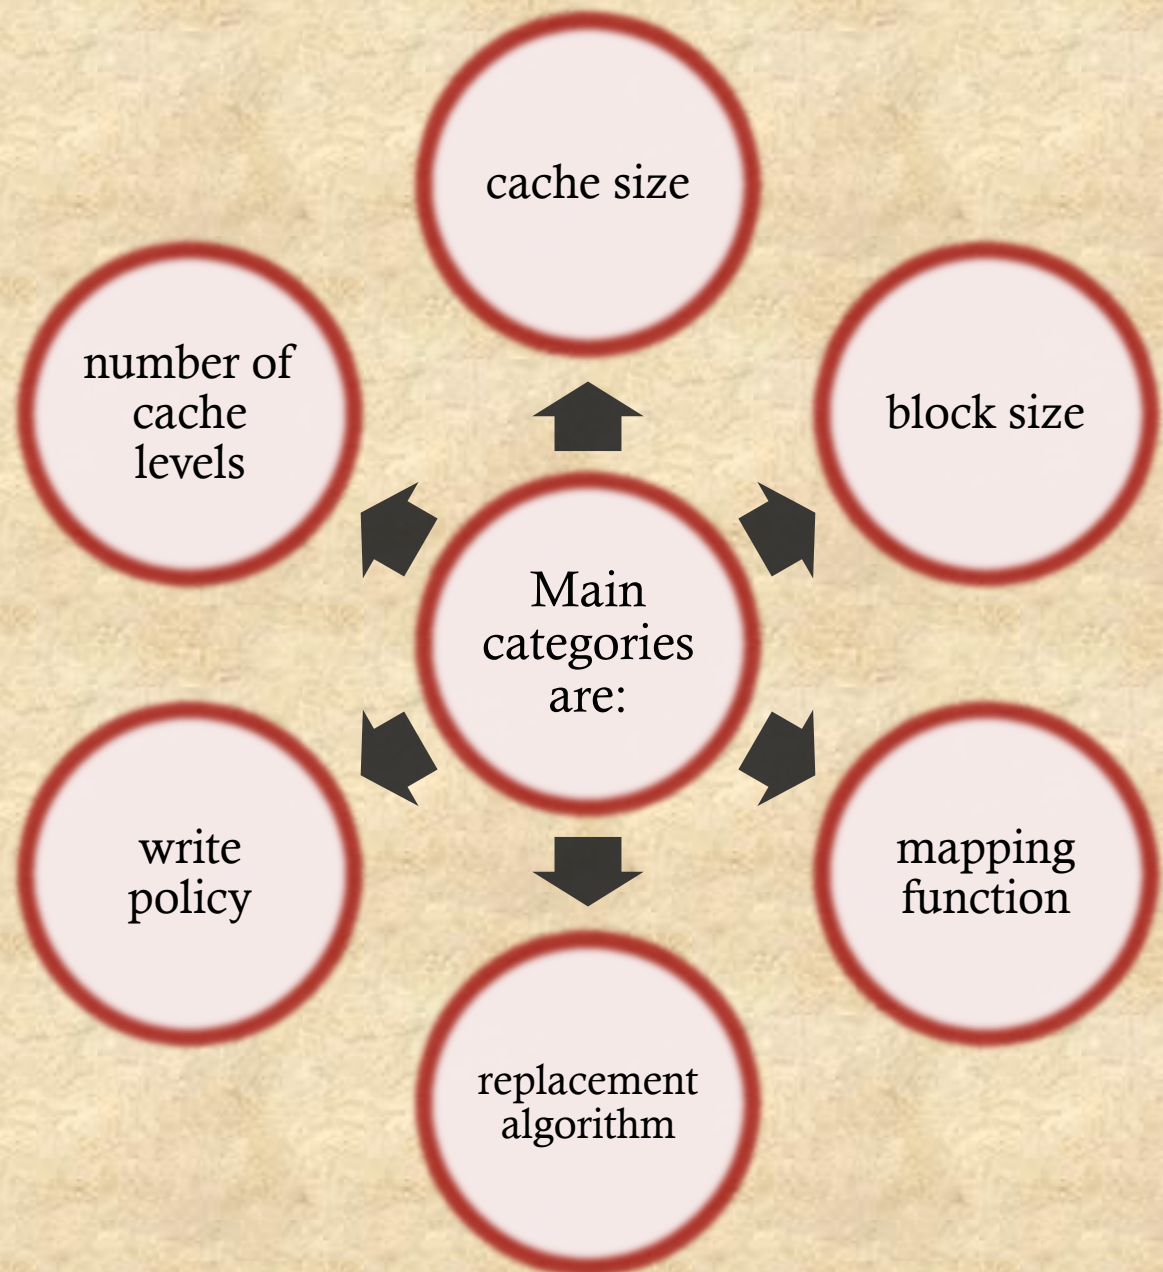 cache size
number of
cache
levels
block size
Main
categories
are:
write
policy
mapping
function
replacement
algorithm